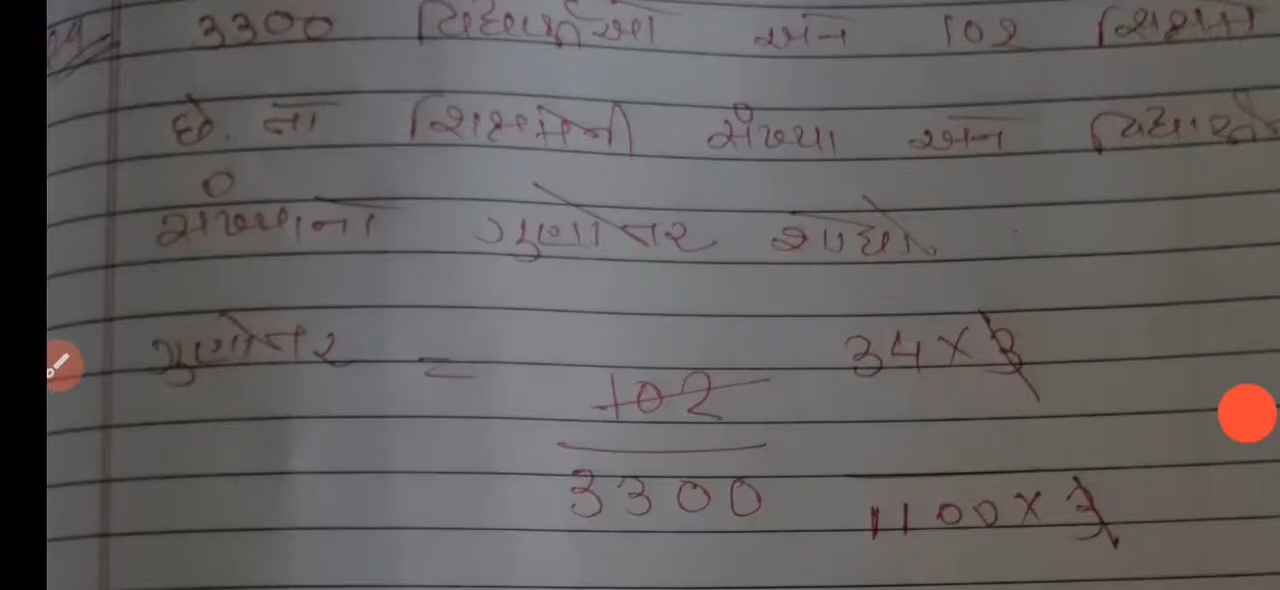 3300 વિદ્યાર્થીઓ અને 102 શિક્ષકો
છે. તો શિક્ષકોની સંખ્યા અને વિદ્યાર્થી
સંખ્યાનો ગુણોત્તર શોધો.
ગુણોત્તર = 102 34 × 3
3300 1100 × 3